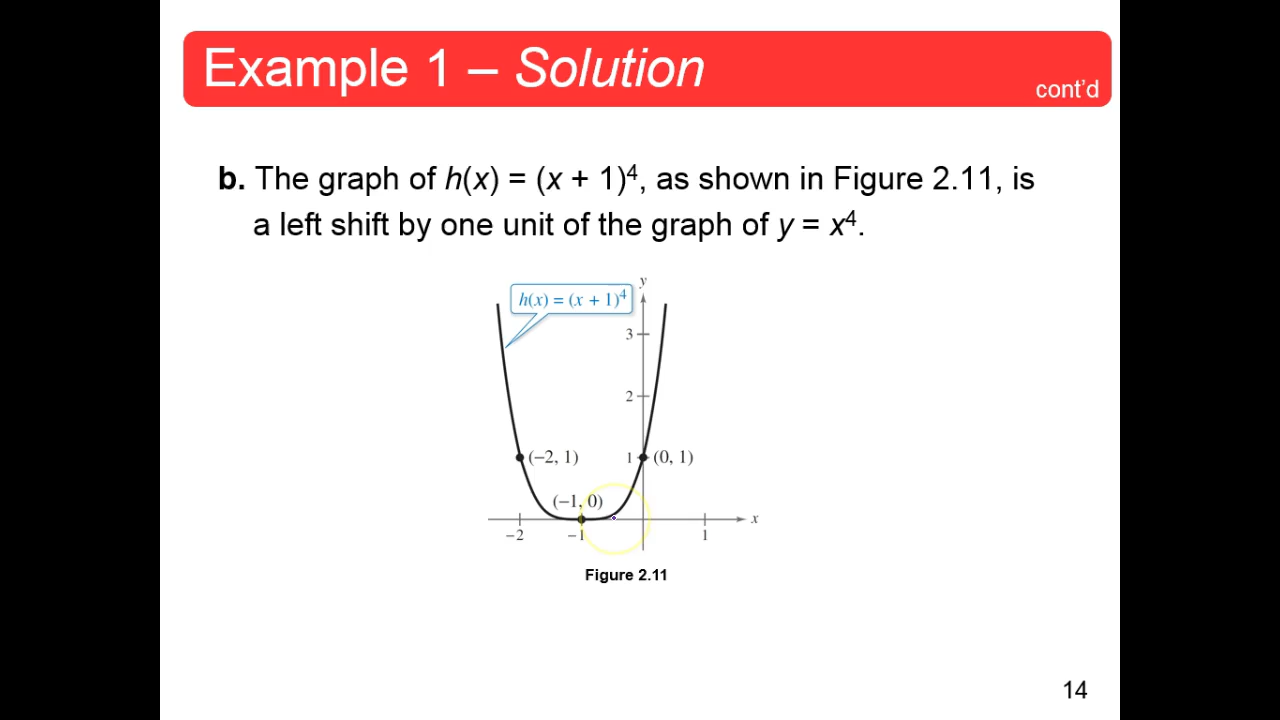 Example 1 – Solution
cont’d
b. The graph of h(x) = (x + 1)⁴, as shown in Figure 2.11, is
a left shift by one unit of the graph of y = x⁴.
y
h(x) = (x + 1)⁴
3
2
(−2, 1)
1
(0, 1)
(−1, 0)
x
−2
−1
1
Figure 2.11
14